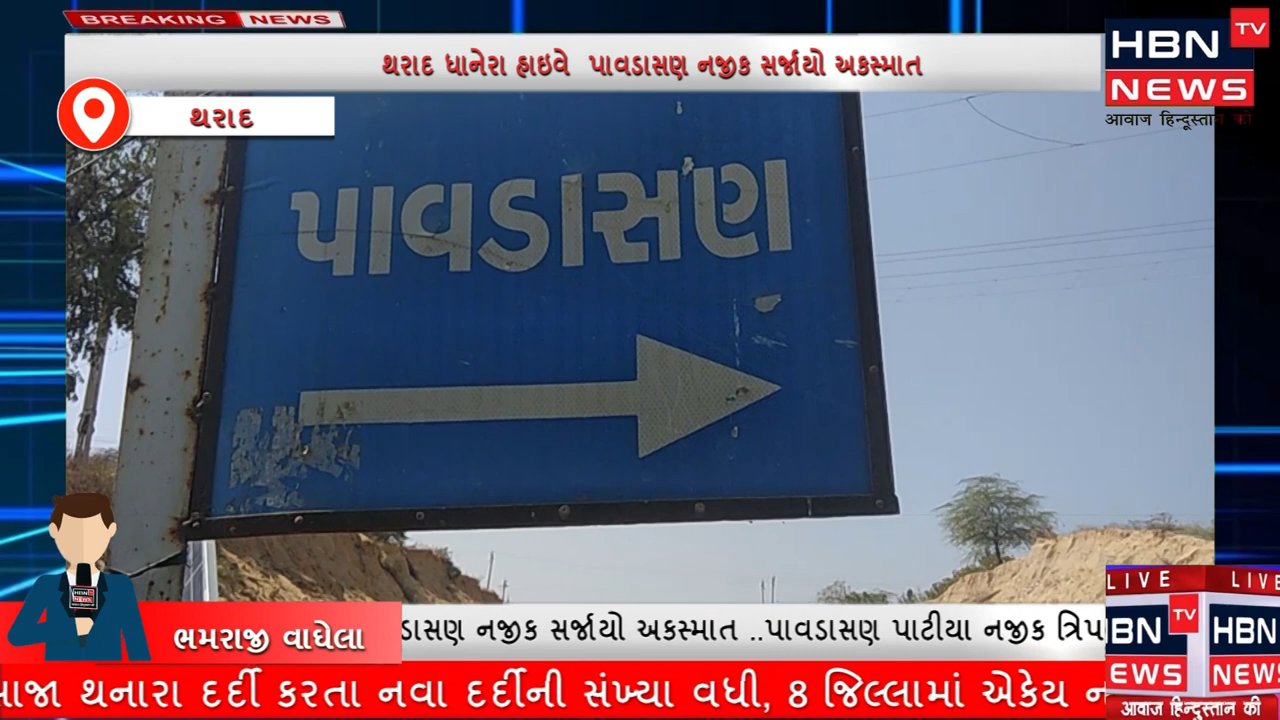 BREAKING NEWS
થરાદ ધાનેરા હાઇવે પાવડાસણ નજીક સર્જાયો અકસ્માત
HBN TV
NEWS
आवाज हिन्दूस्तान की
થરાદ
પાવડાસણ
HBN NEWS
ભમરાજી વાઘેલા
ડાસણ નજીક સર્જાયો અકસ્માત ..પાવડાસણ પાટીયા નજીક ત્રિપ
LIVE LIVE
TV
HBN
NEWS
आवाज हिन्दूस्तान की
થનારા દર્દી કરતા નવા દર્દીની સંખ્યા વધી, 8 જિલ્લામાં એકેય